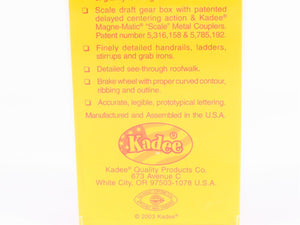 Scale draft gear box with patented
delayed centering action & Kadee®
Magne-Matic® "Scale" Metal Couplers.
Patent number 5,316,158 & 5,785,192.
Finely detailed handrails, ladders,
stirrups and grab irons.
Detailed see-through roofwalk.
Brake wheel with proper curved contour,
ribbing and outline.
Accurate, legible, prototypical lettering.
Manufactured and Assembled in the U.S.A.
Kadee®
Kadee® Quality Products Co.
673 Avenue C
White City, OR 97503-1078 U.S.A.
© 2003 Kadee®